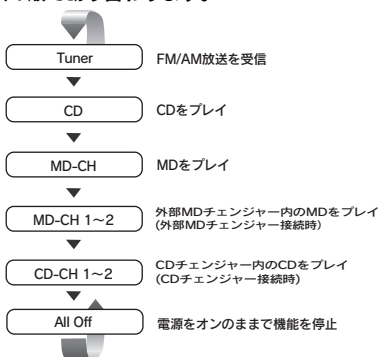 Tuner
FM/AM放送を受信
CD
CDをプレイ
MD-CH
MDをプレイ
MD-CH 1〜2
外部MDチェンジャー内のMDをプレイ
(外部MDチェンジャー接続時)
CD-CH 1〜2
CDチェンジャー内のCDをプレイ
(CDチェンジャー接続時)
All Off
電源をオンのままで機能を停止